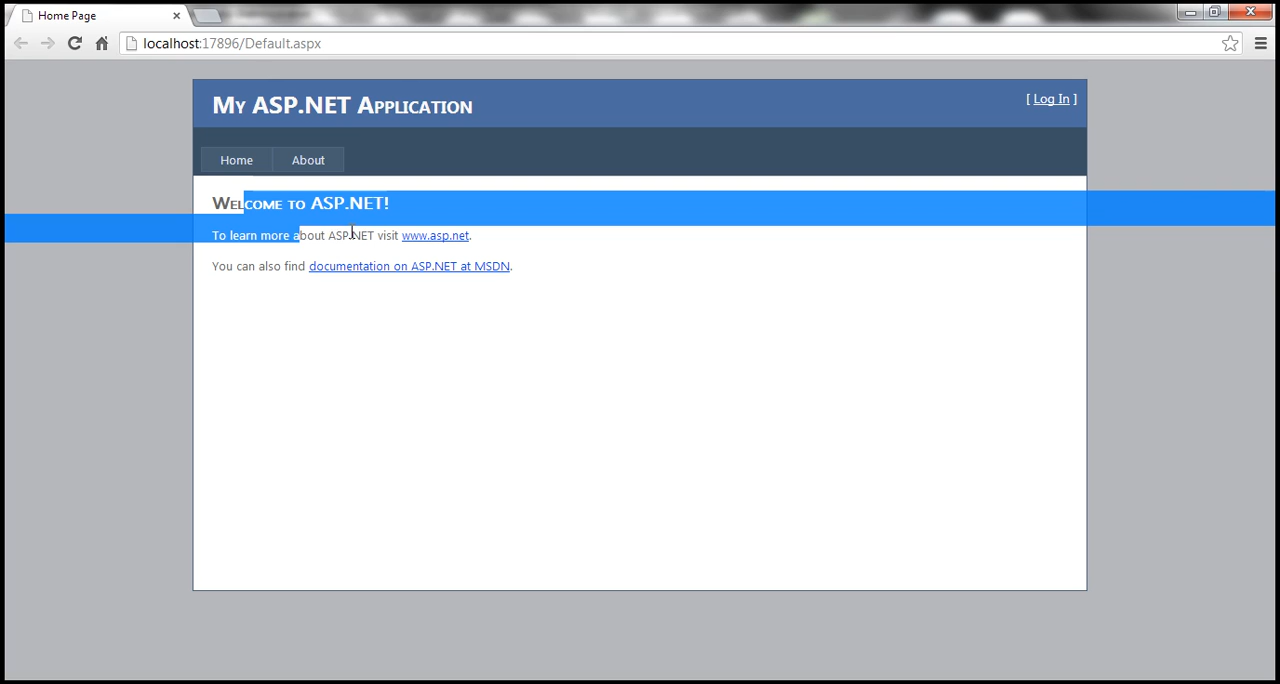 Home Page
localhost:17896/Default.aspx
My ASP.NET Application
[ Log In ]
Home About
Welcome to ASP.NET!
To learn more about ASP.NET visit www.asp.net.
You can also find documentation on ASP.NET at MSDN.